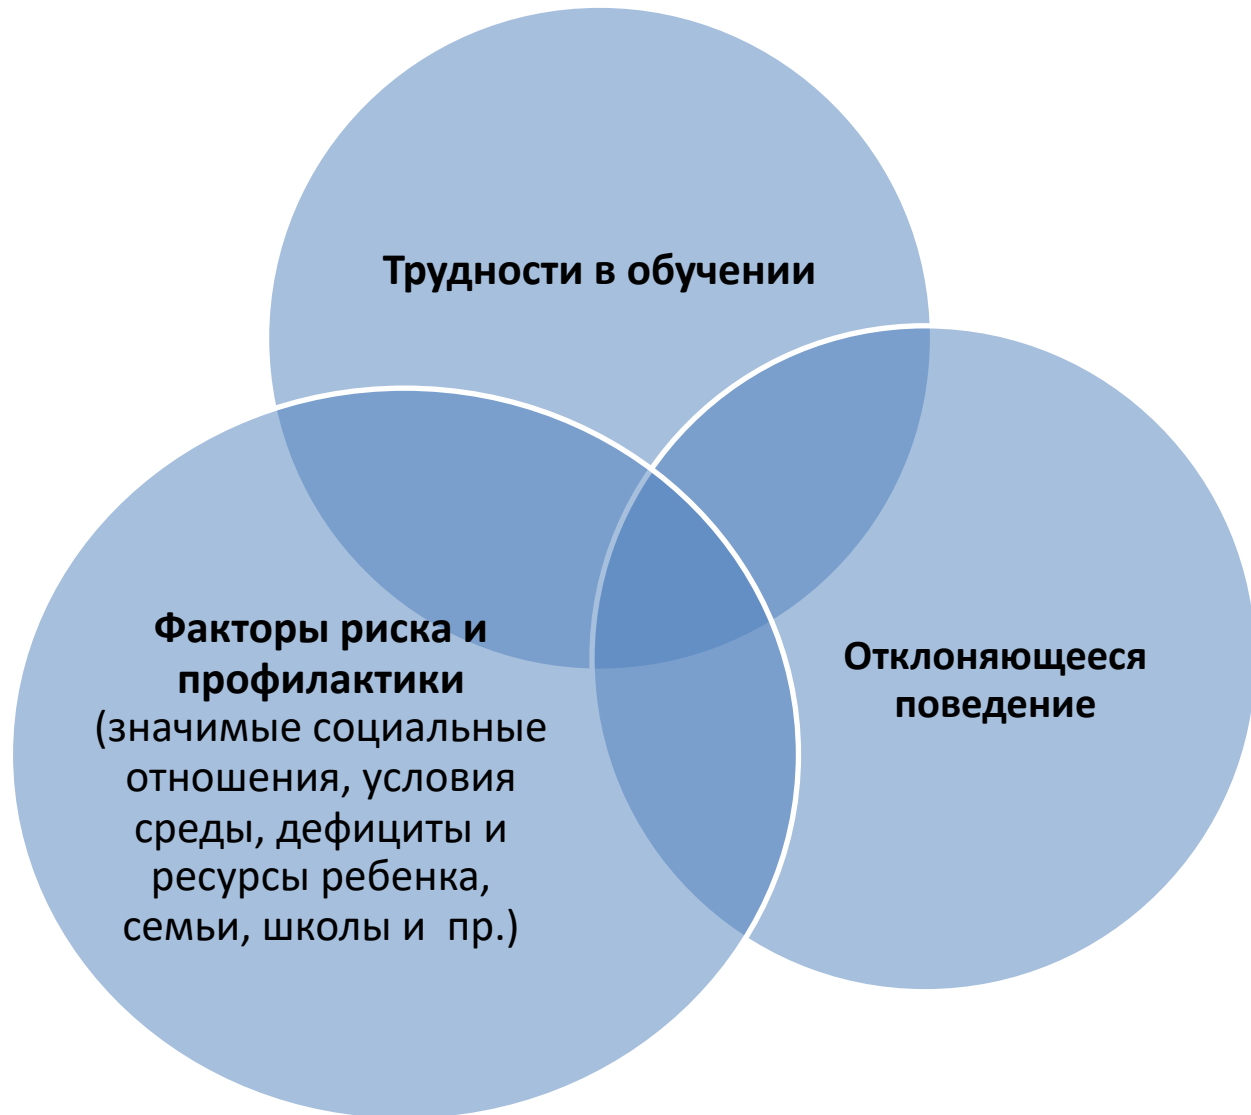 Трудности в обучении
Факторы риска и
профилактики
(значимые социальные
отношения, условия
среды, дефициты и
ресурсы ребенка,
семьи, школы и  пр.)
Отклоняющееся
поведение